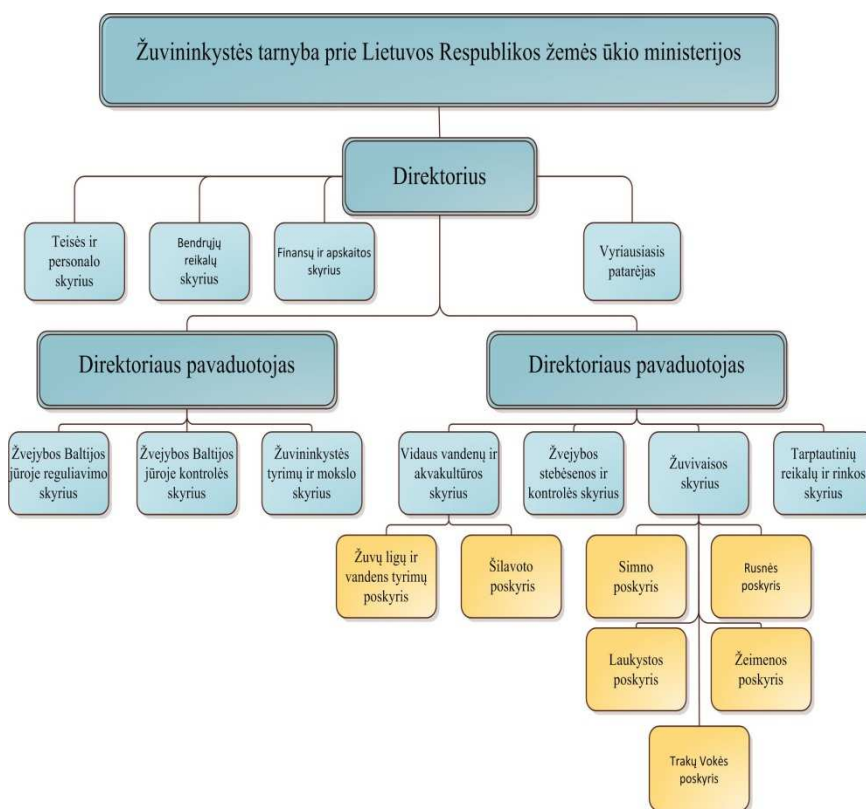 Žuvininkystės tarnyba prie Lietuvos Respublikos žemės ūkio ministerijos
Direktorius
Teisės ir
personalo
skyrius
Bendrųjų
reikalų
skyrius
Finansų ir apskaitos
skyrius
Vyriausiasis
patarėjas
Direktoriaus pavaduotojas
Direktoriaus pavaduotojas
Žvejybos Baltijos
jūroje reguliavimo
skyrius
Žvejybos Baltijos
jūroje kontrolės
skyrius
Žuvininkystės
tyrimų ir mokslo
skyrius
Vidaus vandenų ir
akvakultūros
skyrius
Žvejybos
stebėsenos ir
kontrolės skyrius
Žuvivaisos
skyrius
Tarptautinių
reikalų ir rinkos
skyrius
Žuvų ligų ir
vandens tyrimų
poskyris
Šilavoto
poskyris
Simno
poskyris
Rusnės
poskyris
Laukystos
poskyris
Žeimenos
poskyris
Trakų Vokės
poskyris